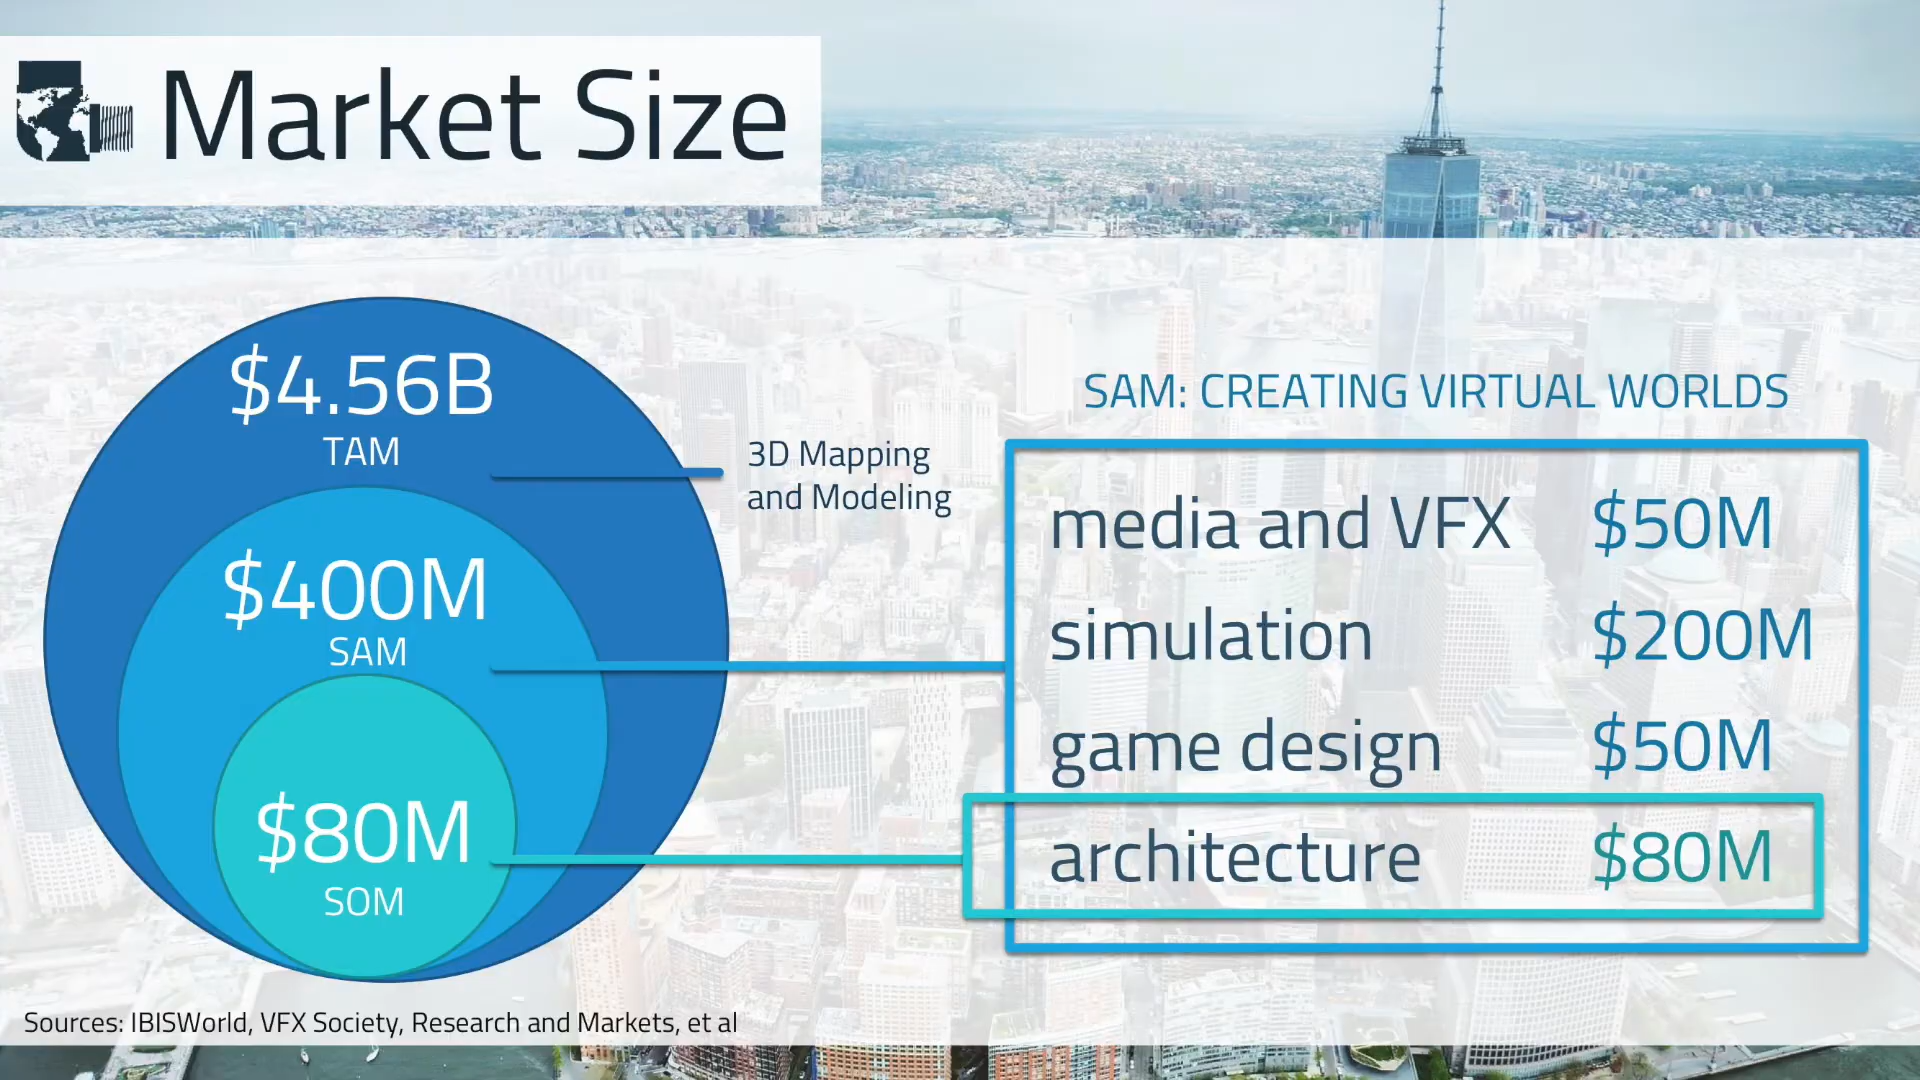 Market Size
$4.56B
TAM
3D Mapping
and Modeling
$400M
SAM
$80M
SOM
SAM: CREATING VIRTUAL WORLDS
media and VFX $50M
simulation $200M
game design $50M
architecture $80M
Sources: IBISWorld, VFX Society, Research and Markets, et al